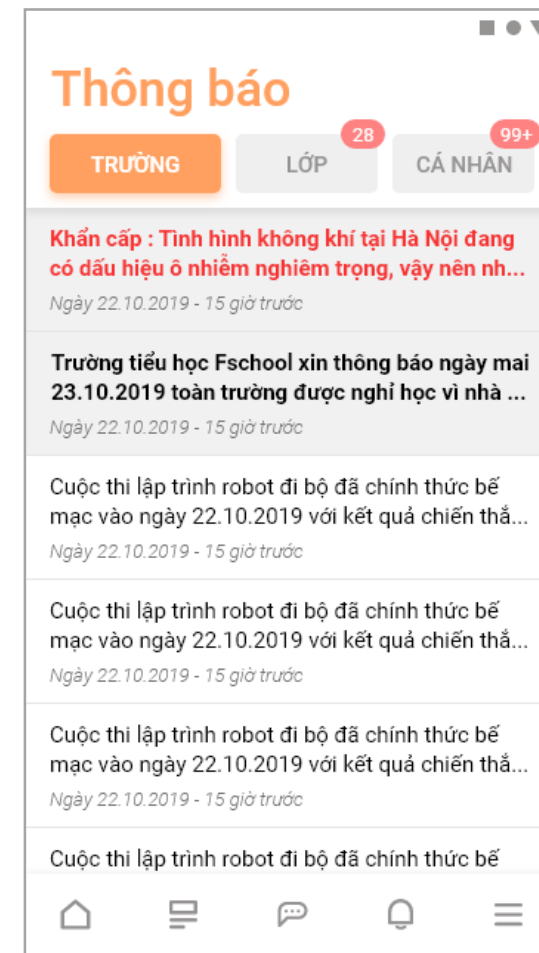 Thông báo
TRƯỜNG
LỚP
28
CÁ NHÂN
99+
Khẩn cấp : Tình hình không khí tại Hà Nội đang
có dấu hiệu ô nhiễm nghiêm trọng, vậy nên nh...
Ngày 22.10.2019 - 15 giờ trước
Trường tiểu học Fschool xin thông báo ngày mai
23.10.2019 toàn trường được nghỉ học vì nhà ...
Ngày 22.10.2019 - 15 giờ trước
Cuộc thi lập trình robot đi bộ đã chính thức bế
mạc vào ngày 22.10.2019 với kết quả chiến thắ...
Ngày 22.10.2019 - 15 giờ trước
Cuộc thi lập trình robot đi bộ đã chính thức bế
mạc vào ngày 22.10.2019 với kết quả chiến thắ...
Ngày 22.10.2019 - 15 giờ trước
Cuộc thi lập trình robot đi bộ đã chính thức bế
mạc vào ngày 22.10.2019 với kết quả chiến thắ...
Ngày 22.10.2019 - 15 giờ trước
Cuộc thi lập trình robot đi bộ đã chính thức bế